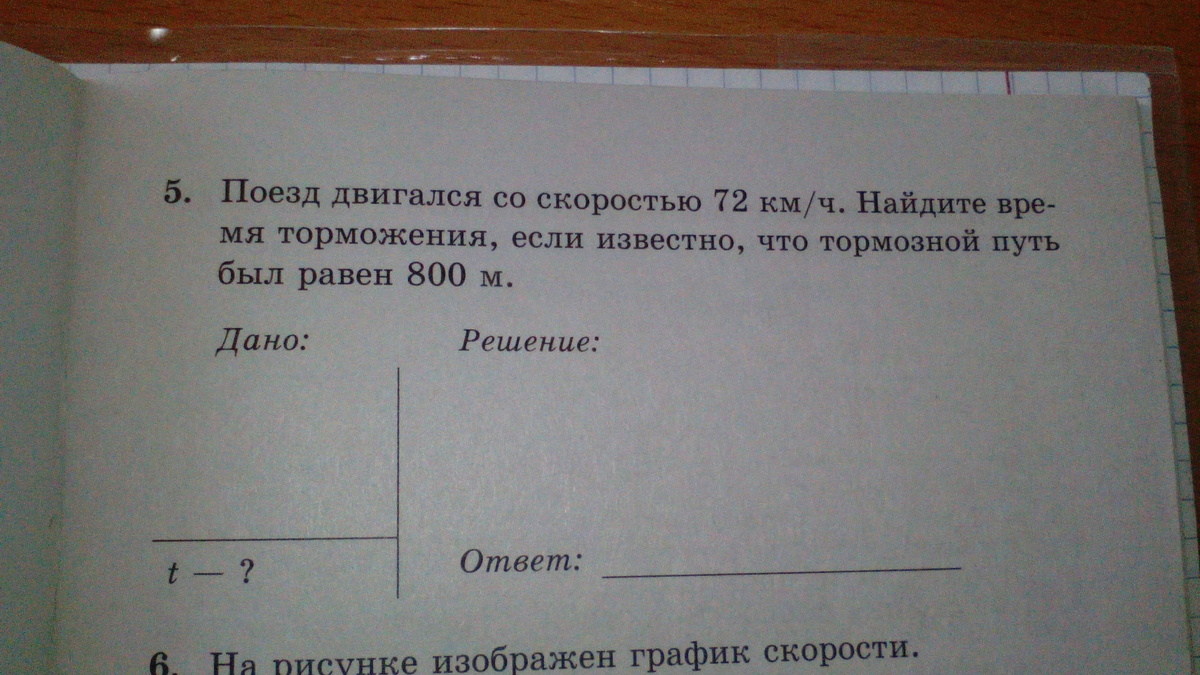 5. Поезд двигался со скоростью 72 км/ч. Найдите вре-
мя торможения, если известно, что тормозной путь
был равен 800 м.
Дано: Решение:
t — ?
Ответ:
6. На рисунке изображен график скорости.